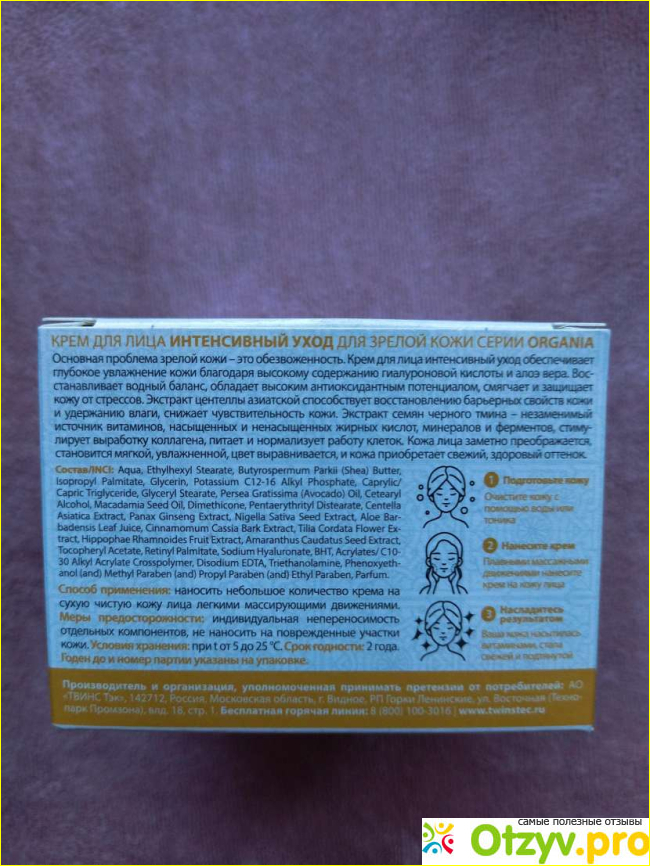 КРЕМ ДЛЯ ЛИЦА ИНТЕНСИВНЫЙ УХОД ДЛЯ ЗРЕЛОЙ КОЖИ СЕРИИ ORGANIA
Основная проблема зрелой кожи – это обезвоженность. Крем для лица интенсивный уход обеспечивает
глубокое увлажнение кожи благодаря высокому содержанию гиалуроновой кислоты и алоэ вера. Вос-
станавливает водный баланс, обладает высоким антиоксидантным потенциалом, смягчает и защищает
кожу от стрессов. Экстракт центеллы азиатской способствует восстановлению барьерных свойств кожи
и удержанию влаги, снижает чувствительность кожи. Экстракт семян черного тмина – незаменимый
источник витаминов, насыщенных и ненасыщенных жирных кислот, минералов и ферментов, стиму-
лирует выработку коллагена, питает и нормализует работу клеток. Кожа лица заметно преображается,
становится мягкой, увлажненной, цвет выравнивается, и кожа приобретает свежий, здоровый оттенок.
Состав/INCI: Aqua, Ethylhexyl Stearate, Butyrospermum Parkii (Shea) Butter,
Isopropyl Palmitate, Glycerin, Potassium C12-16 Alkyl Phosphate, Caprylic/
Capric Triglyceride, Glyceryl Stearate, Persea Gratissima (Avocado) Oil, Cetearyl
Alcohol, Macadamia Seed Oil, Dimethicone, Pentaerythrityl Distearate, Centella
Asiatica Extract, Panax Ginseng Extract, Nigella Sativa Seed Extract, Aloe Bar-
badensis Leaf Juice, Cinnamomum Cassia Bark Extract, Tilia Cordata Flower Ex-
tract, Hippophae Rhamnoides Fruit Extract, Amaranthus Caudatus Seed Extract,
Tocopheryl Acetate, Retinyl Palmitate, Sodium Hyaluronate, BHT, Acrylates/ C10-
30 Alkyl Acrylate Crosspolymer, Disodium EDTA, Triethanolamine, Phenoxyeth-
anol (and) Methyl Paraben (and) Propyl Paraben (and) Ethyl Paraben, Parfum.
Способ применения: наносить небольшое количество крема на
сухую чистую кожу лица легкими массирующими движениями.
Меры предосторожности: индивидуальная непереносимость
отдельных компонентов, не наносить на поврежденные участки
кожи. Условия хранения: при t от 5 до 25 °C. Срок годности: 2 года.
Годен до и номер партии указаны на упаковке.
1 Подготовьте кожу
Очистите кожу с
помощью воды или
тоника
2 Нанесите крем
Плавными массажными
движениями нанесите
крем на кожу лица
3 Насладитесь
результатом
Ваша кожа насытилась
витаминами, стала
свежей и подтянутой
Производитель и организация, уполномоченная принимать претензии от потребителей: АО
«ТВИНС Тэк», 142712, Россия, Московская область, г. Видное, РП Горки Ленинские, ул. Восточная (Техно-
парк Промзона), влд. 18, стр. 1. Бесплатная горячая линия: 8 (800) 100-3016 | www.twinstec.ru
самые полезные отзывы
Otzyv.pro